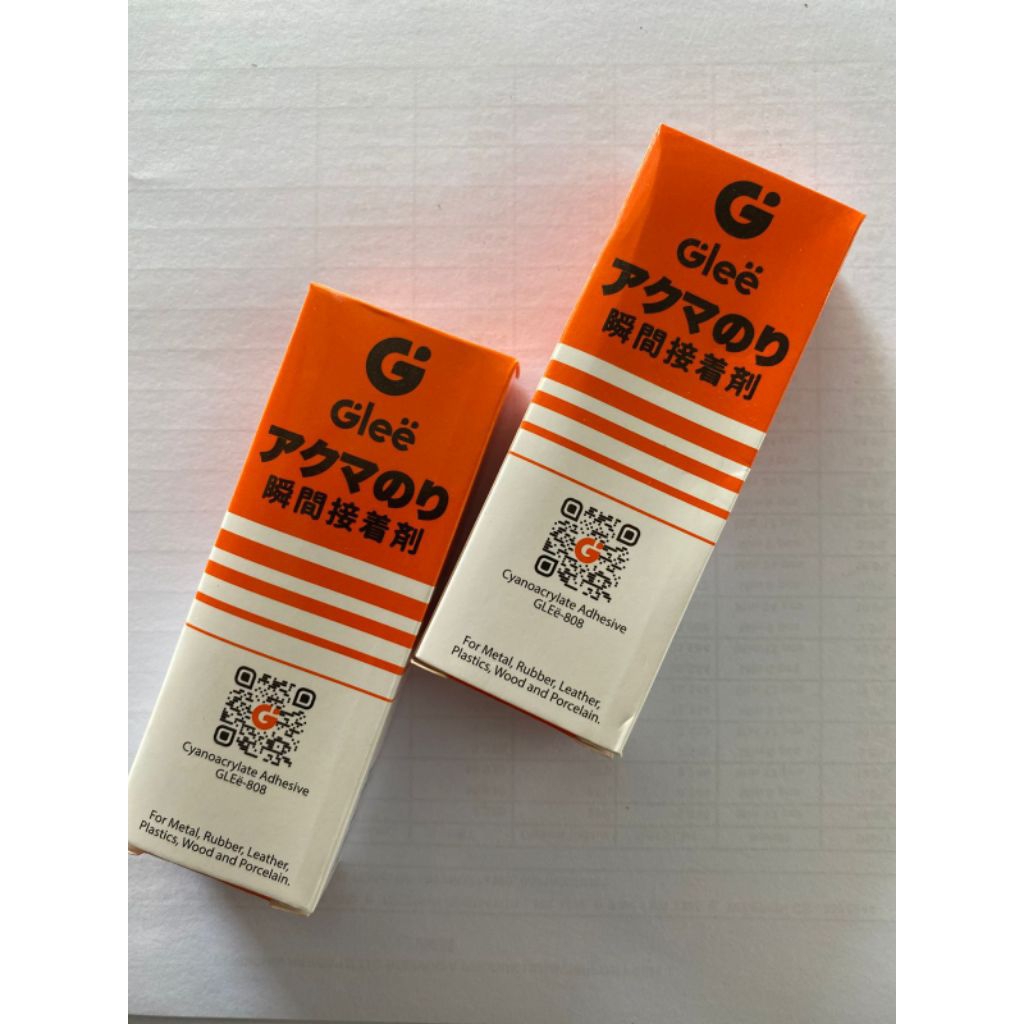 G
Gleë
アクマのり
瞬間接着剤
G
Cyanoacrylate Adhesive
GLEë-808
For Metal, Rubber, Leather,
Plastics, Wood and Porcelain.
G
Gleë
アクマのり
瞬間接着剤
G
Cyanoacrylate Adhesive
GLEë-808
For Metal, Rubber, Leather,
Plastics, Wood and Porcelain.